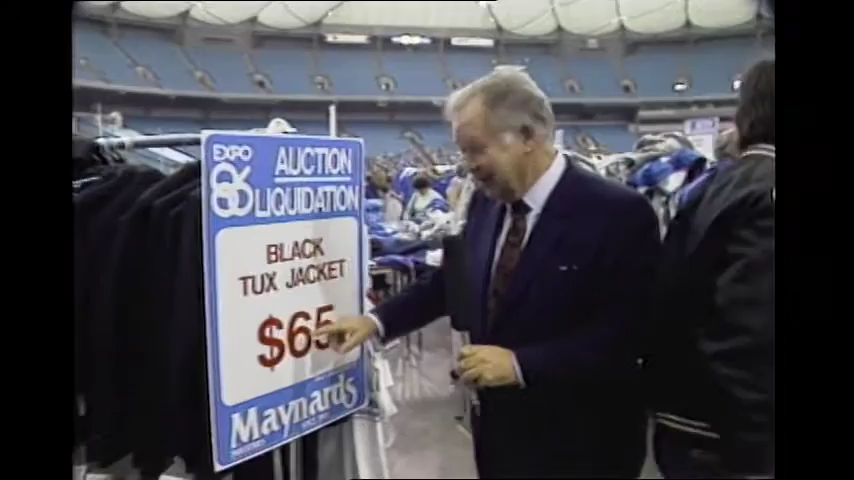 EXPO
86
AUCTION
LIQUIDATION
BLACK
TUX JACKET
$65
Maynards